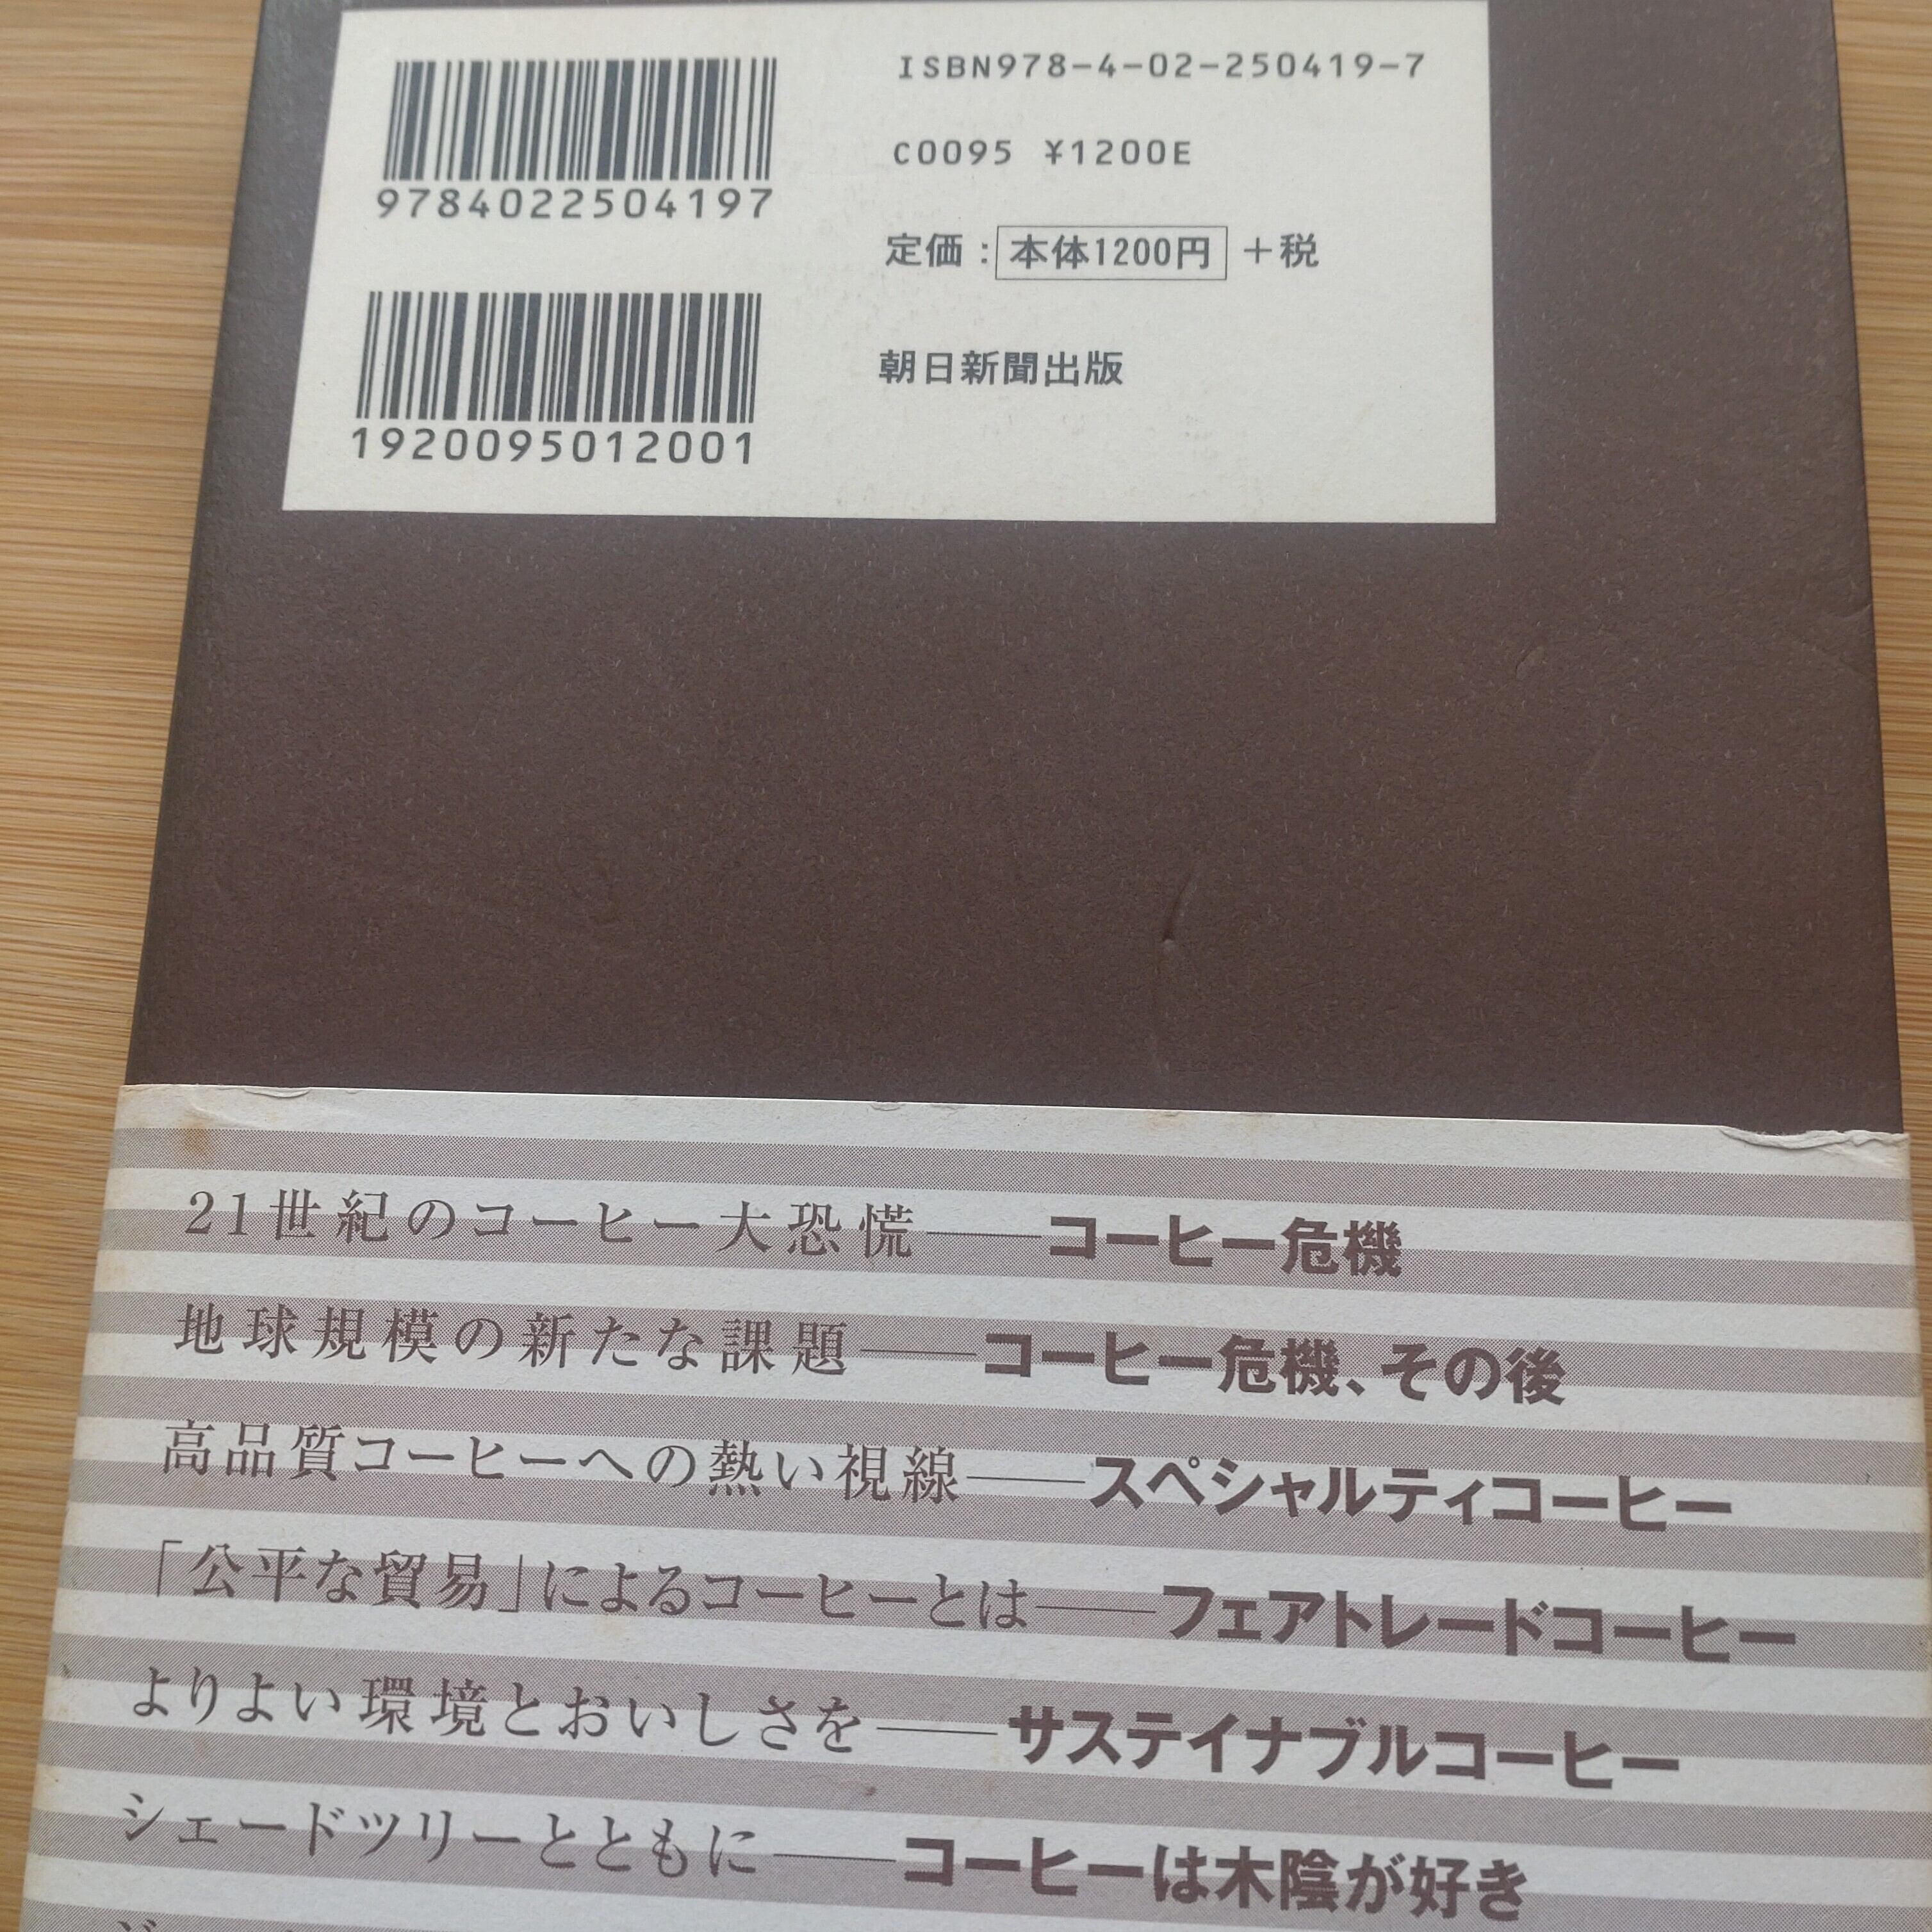 ISBN978-4-02-250419-7
9784022504197
C0095 ¥1200E
定価：本体1200円＋税
1920095012001
朝日新聞出版
21世紀のコーヒー大恐慌――コーヒー危機
地球規模の新たな課題――コーヒー危機、その後
高品質コーヒーへの熱い視線――スペシャルティコーヒー
「公平な貿易」によるコーヒーとは――フェアトレードコーヒー
よりよい環境とおいしさを――サステイナブルコーヒー
シェードツリーとともに――コーヒーは木陰が好き